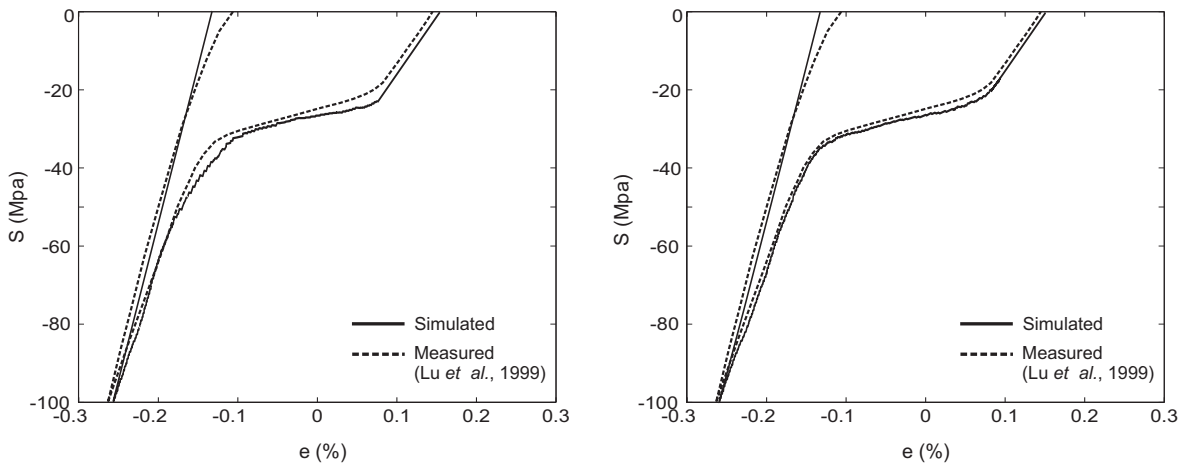 0
-20
-40
-60
-80
-100
S (Mpa)
-0.3
-0.2
-0.1
0
0.1
0.2
0.3
e (%)
Simulated
Measured
(Lu et al., 1999)
0
-20
-40
-60
-80
-100
S (Mpa)
-0.3
-0.2
-0.1
0
0.1
0.2
0.3
e (%)
Simulated
Measured
(Lu et al., 1999)